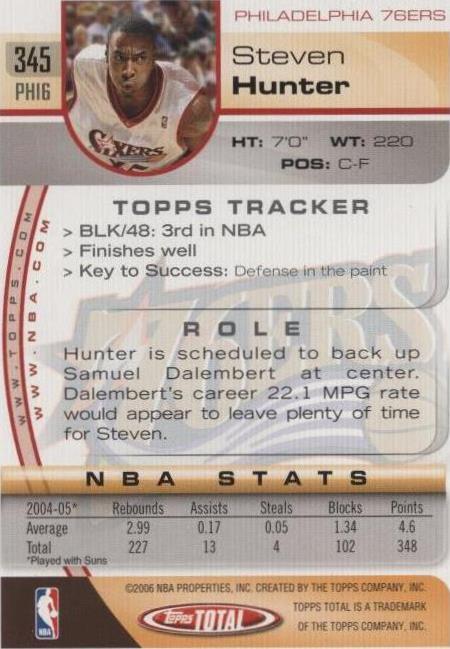 PHILADELPHIA 76ERS
345
PHI6
Steven
Hunter
SIXERS
HT: 7'0" WT: 220
POS: C-F
TOPPS TRACKER
> BLK/48: 3rd in NBA
> Finishes well
> Key to Success: Defense in the paint
WWW.TOPPS.COM
WWW.NBA.COM
76ERS
ROLE
Hunter is scheduled to back up
Samuel Dalembert at center.
Dalembert's career 22.1 MPG rate
would appear to leave plenty of time
for Steven.
NBA STATS
2004-05* Rebounds Assists Steals Blocks Points
Average 2.99 0.17 0.05 1.34 4.6
Total 227 13 4 102 348
*Played with Suns
©2006 NBA PROPERTIES, INC. CREATED BY THE TOPPS COMPANY, INC.
NBA
Topps TOTAL
TOPPS TOTAL IS A TRADEMARK
OF THE TOPPS COMPANY, INC.